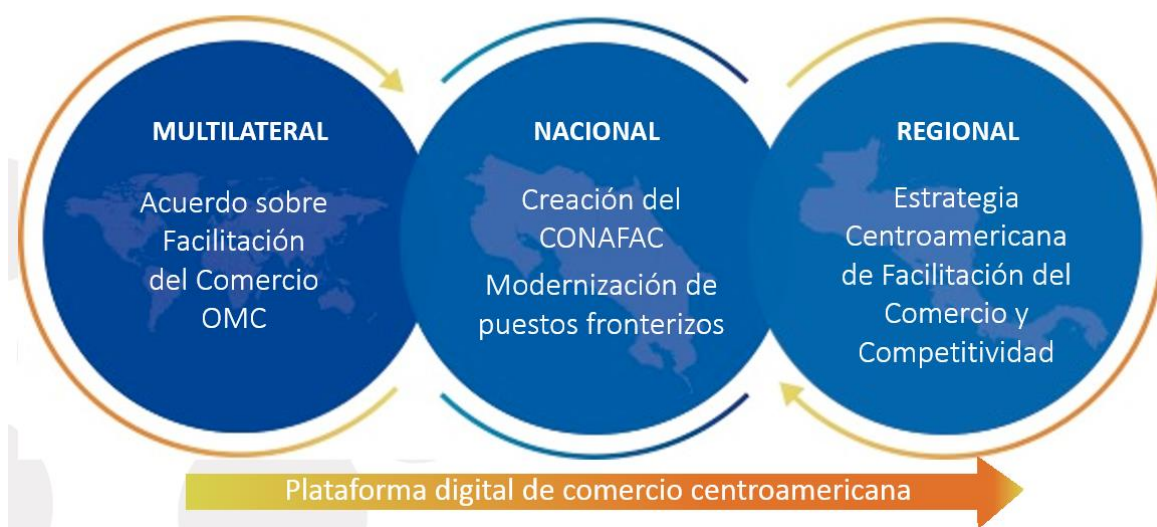 MULTILATERAL
Acuerdo sobre
Facilitación
del Comercio
OMC
NACIONAL
Creación del
CONAFAC
Modernización de
puestos fronterizos
REGIONAL
Estrategia
Centroamericana
de Facilitación del
Comercio y
Competitividad
Plataforma digital de comercio centroamericana